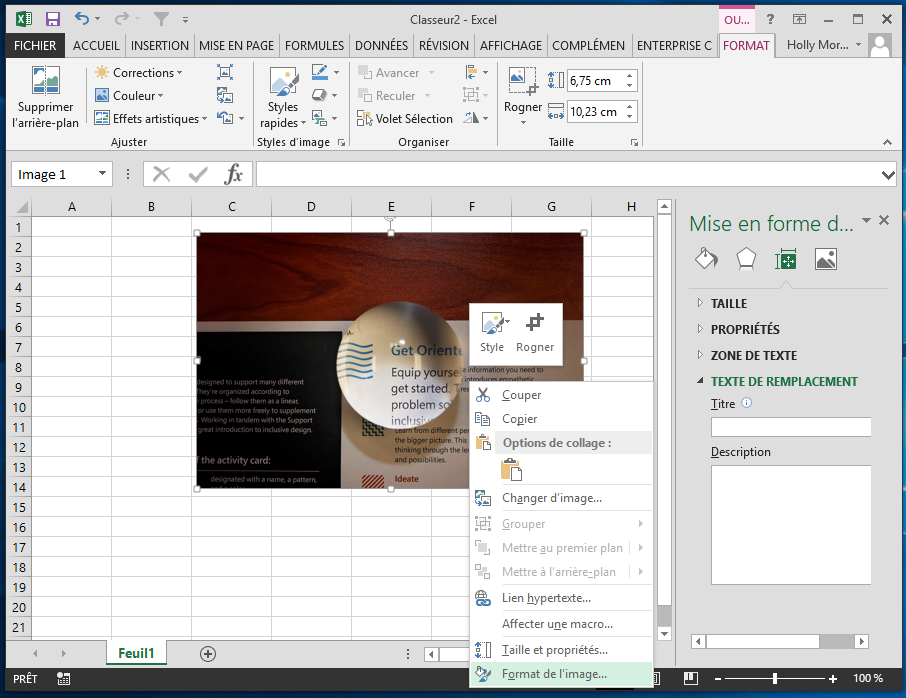 Classeur2 - Excel
OU...
?
FICHIER ACCUEIL INSERTION MISE EN PAGE FORMULES DONNÉES RÉVISION AFFICHAGE COMPLÉMEN ENTERPRISE C FORMAT Holly Mor...
Supprimer
l'arrière-plan
Corrections
Couleur
Effets artistiques
Ajuster
Styles
rapides
Styles d'image
Avancer
Reculer
Volet Sélection
Organiser
Rogner
6,75 cm
10,23 cm
Taille
Image 1
fx
A B C D E F G H
1
2
3
4
5
6
7
8
9
10
11
12
13
14
15
16
17
18
19
20
21
designed to support many different
They're organized according to
process – follow them as a linear,
or use them more freely to supplement
Working in tandem with the Support
great introduction to inclusive design.
f the activity card:
designated with a name, a pattern,
Get Oriente
Equip yourse
get started.
problem so
inclusiv
information you need to
introduces empathetic
Learn from different per
the bigger picture. This
thinking through the le
and possibilities.
Ideate
Style
Rogner
Couper
Copier
Options de collage :
Changer d'image...
Grouper
Mettre au premier plan
Mettre à l'arrière-plan
Lien hypertexte...
Affecter une macro...
Taille et propriétés...
Format de l'image...
Mise en forme d...
TAILLE
PROPRIÉTÉS
ZONE DE TEXTE
TEXTE DE REMPLACEMENT
Titre
Description
Feuil1
PRÊT
100 %